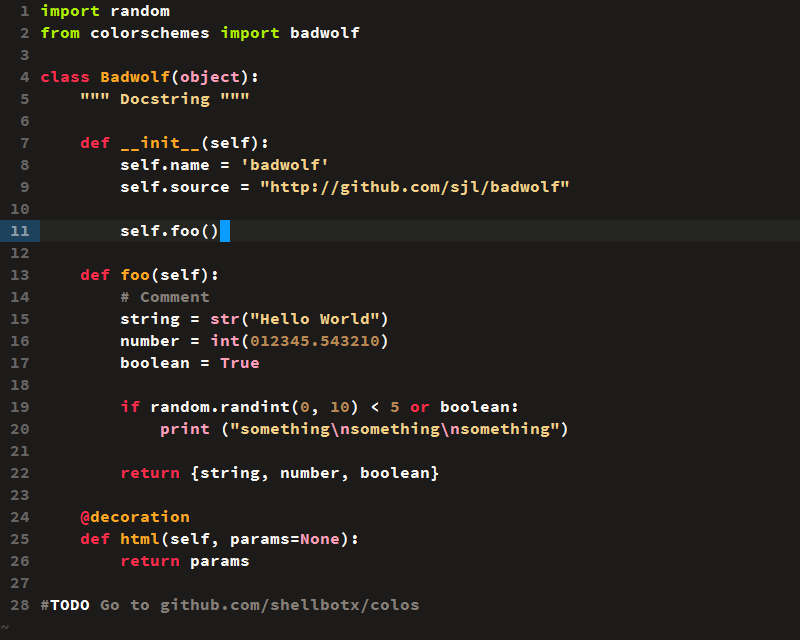 1 import random
2 from colorschemes import badwolf
3
4 class Badwolf(object):
5     """ Docstring """
6
7     def __init__(self):
8         self.name = 'badwolf'
9         self.source = "http://github.com/sjl/badwolf"
10
11         self.foo()
12
13     def foo(self):
14         # Comment
15         string = str("Hello World")
16         number = int(012345.543210)
17         boolean = True
18
19         if random.randint(0, 10) < 5 or boolean:
20             print ("something\nsomething\nsomething")
21
22         return {string, number, boolean}
23
24     @decoration
25     def html(self, params=None):
26         return params
27
28 #TODO Go to github.com/shellbotx/colos
~